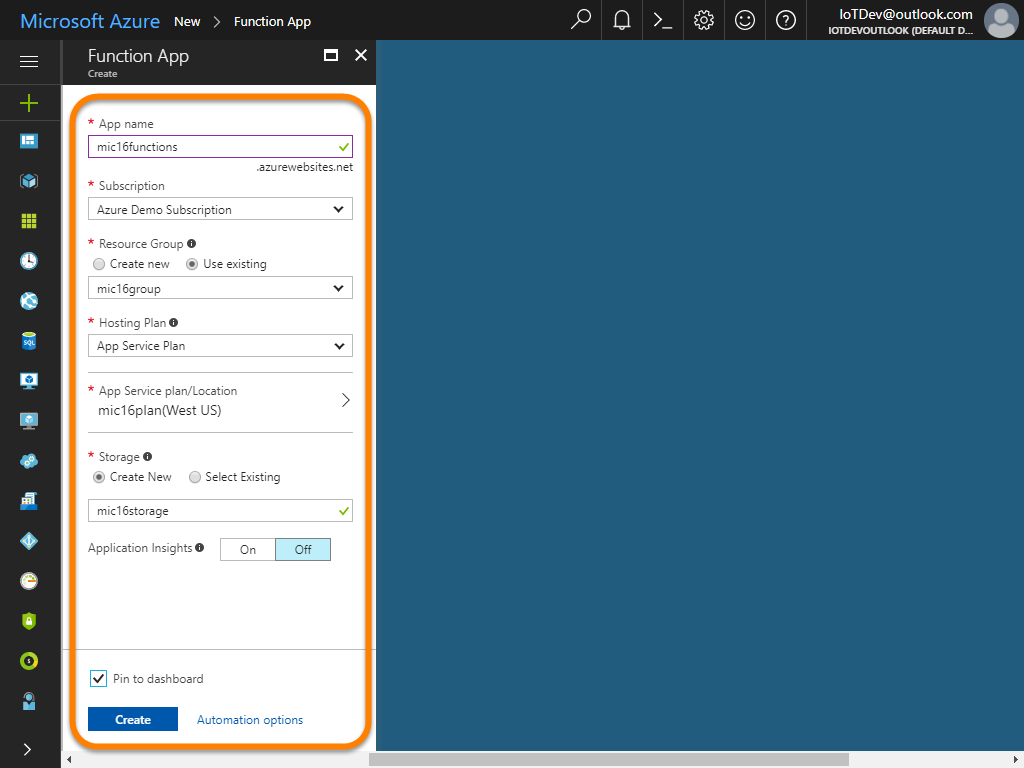 Microsoft Azure New > Function App
IoTDev@outlook.com
IOTDEVOUTLOOK (DEFAULT D...
Function App
Create
* App name
mic16functions
.azurewebsites.net
* Subscription
Azure Demo Subscription
* Resource Group
Create new Use existing
mic16group
* Hosting Plan
App Service Plan
* App Service plan/Location
mic16plan(West US)
* Storage
Create New Select Existing
mic16storage
Application Insights On Off
Pin to dashboard
Create Automation options